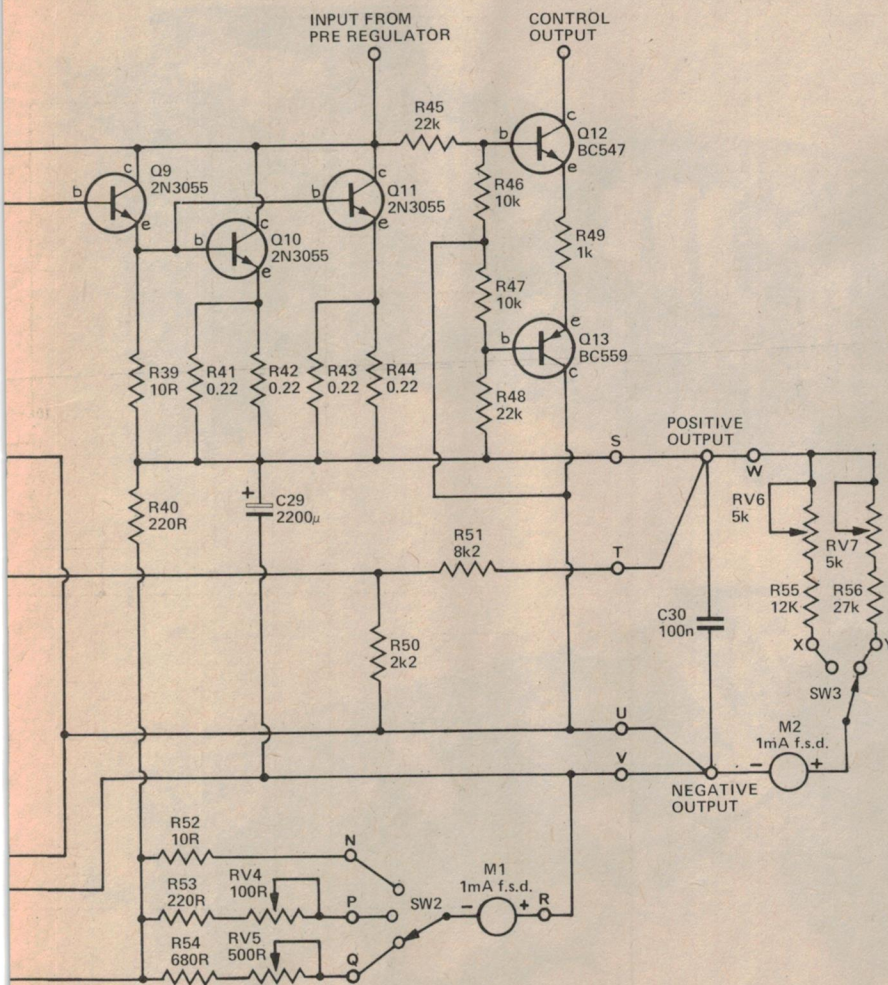 INPUT FROM
PRE REGULATOR
CONTROL
OUTPUT
R45
22k
b
c
Q12
BC547
e
c
Q9
2N3055
b
e
b
c
Q11
2N3055
e
R46
10k
b
c
Q10
2N3055
e
R49
1k
R47
10k
e
b
Q13
BC559
c
R39
10R
R41
0.22
R42
0.22
R43
0.22
R44
0.22
R48
22k
S
POSITIVE
OUTPUT
W
R40
220R
+
C29
2200µ
RV6
5k
RV7
5k
R51
8k2
T
R55
12K
R56
27k
C30
100n
R50
2k2
X
Y
SW3
U
M2
1mA f.s.d.
V
-
+
NEGATIVE
OUTPUT
R52
10R
N
R53
220R
RV4
100R
P
SW2
M1
1mA f.s.d.
-
+
R
R54
680R
RV5
500R
Q